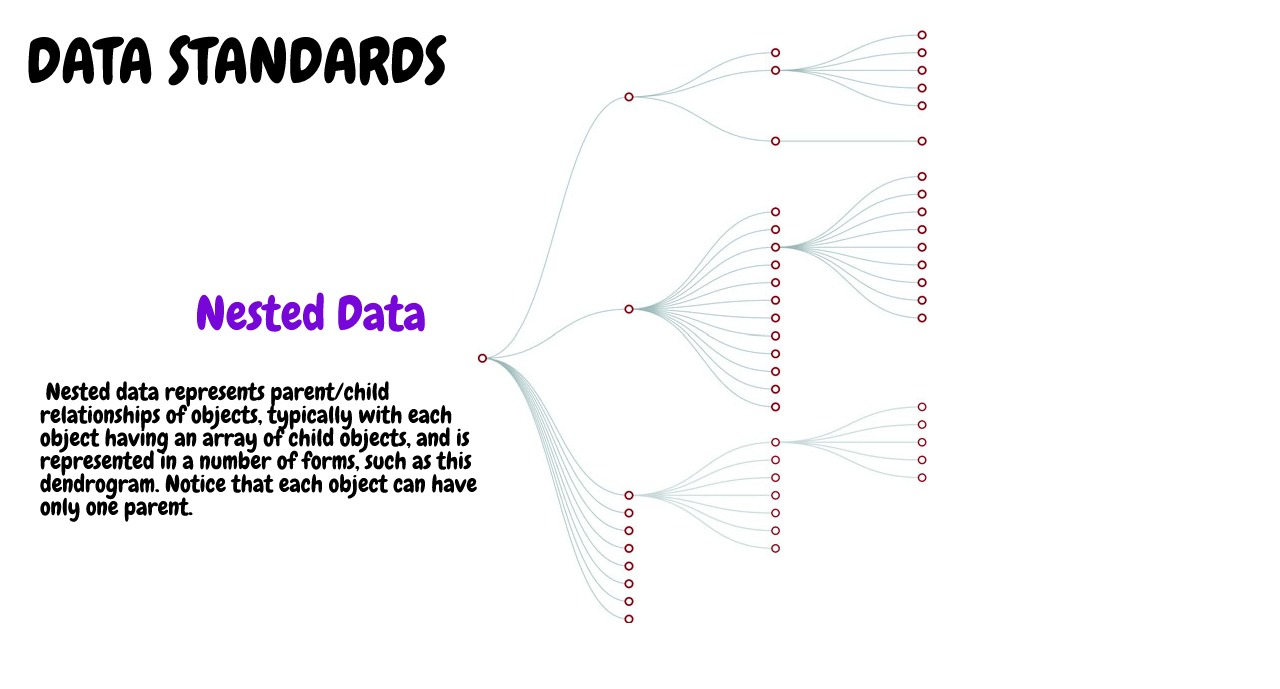 DATA STANDARDS
Nested Data
Nested data represents parent/child
relationships of objects, typically with each
object having an array of child objects, and is
represented in a number of forms, such as this
dendrogram. Notice that each object can have
only one parent.